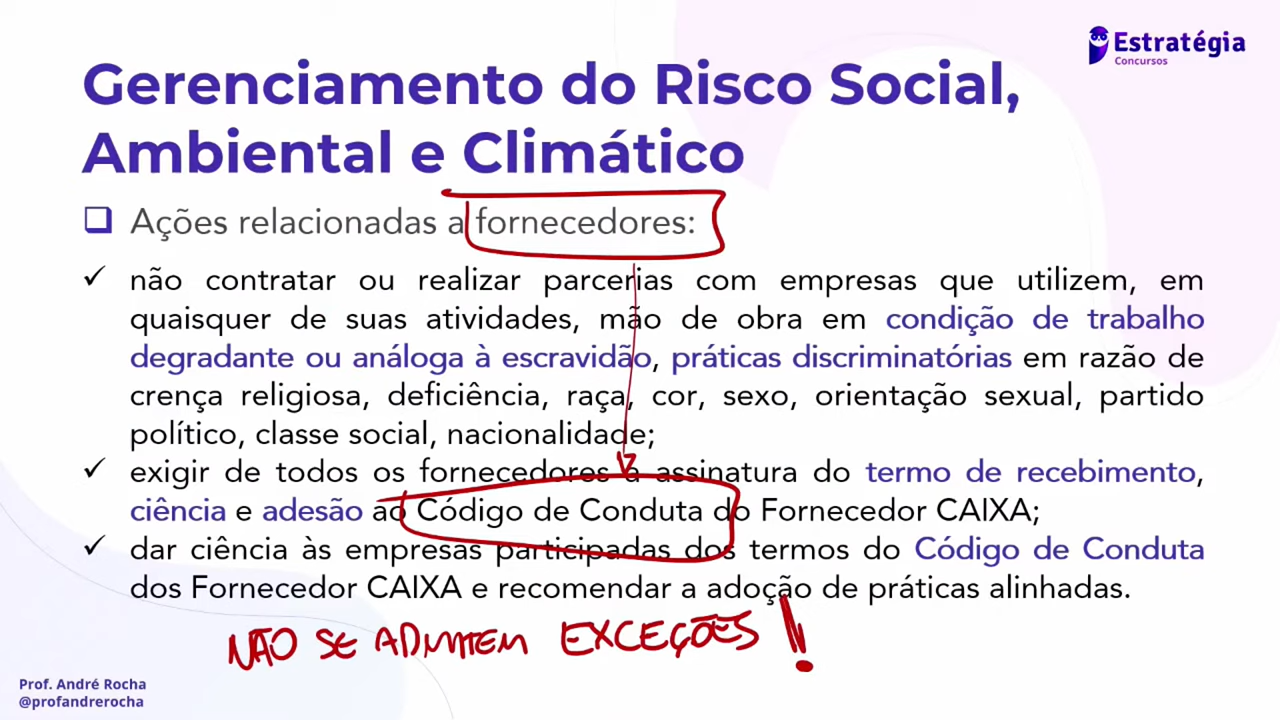 Estratégia
Concursos
Gerenciamento do Risco Social,
Ambiental e Climático
Ações relacionadas a fornecedores:
não contratar ou realizar parcerias com empresas que utilizem, em
quaisquer de suas atividades, mão de obra em condição de trabalho
degradante ou análoga à escravidão, práticas discriminatórias em razão de
crença religiosa, deficiência, raça, cor, sexo, orientação sexual, partido
político, classe social, nacionalidade;
exigir de todos os fornecedores a assinatura do termo de recebimento,
ciência e adesão ao Código de Conduta do Fornecedor CAIXA;
dar ciência às empresas participadas dos termos do Código de Conduta
dos Fornecedor CAIXA e recomendar a adoção de práticas alinhadas.
NÃO SE ADMITEM EXCEÇÕES!
Prof. André Rocha
@profandrerocha